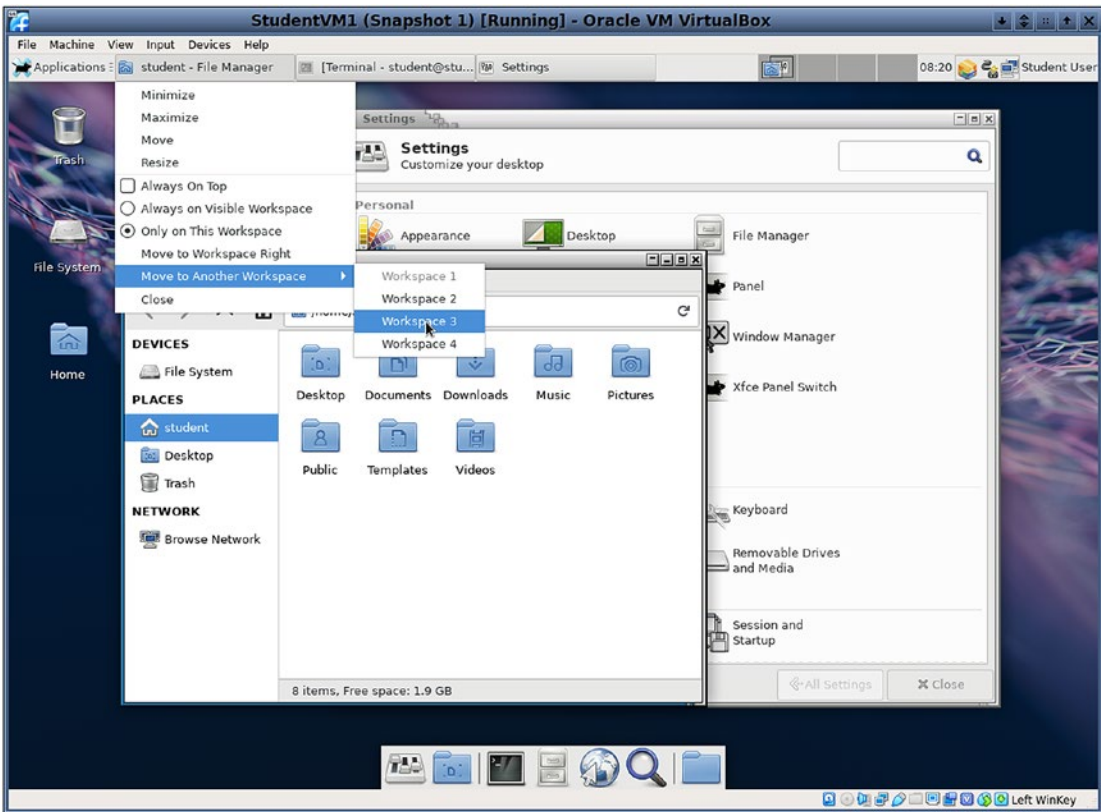 StudentVM1 (Snapshot 1) [Running] - Oracle VM VirtualBox
File Machine View Input Devices Help
Applications
student - File Manager
[Terminal - student@stu...
Settings
08:20
Student User
Minimize
Maximize
Move
Resize
Always On Top
Always on Visible Workspace
Only on This Workspace
Move to Workspace Right
Move to Another Workspace
Close
Workspace 1
Workspace 2
Workspace 3
Workspace 4
Trash
File System
Home
Settings
Settings
Customize your desktop
Personal
Appearance
Desktop
File Manager
Panel
Window Manager
Xfce Panel Switch
Keyboard
Removable Drives
and Media
Session and
Startup
All Settings
Close
DEVICES
File System
PLACES
student
Desktop
Trash
NETWORK
Browse Network
Desktop
Documents
Downloads
Music
Pictures
Public
Templates
Videos
8 items, Free space: 1.9 GB
Left WinKey